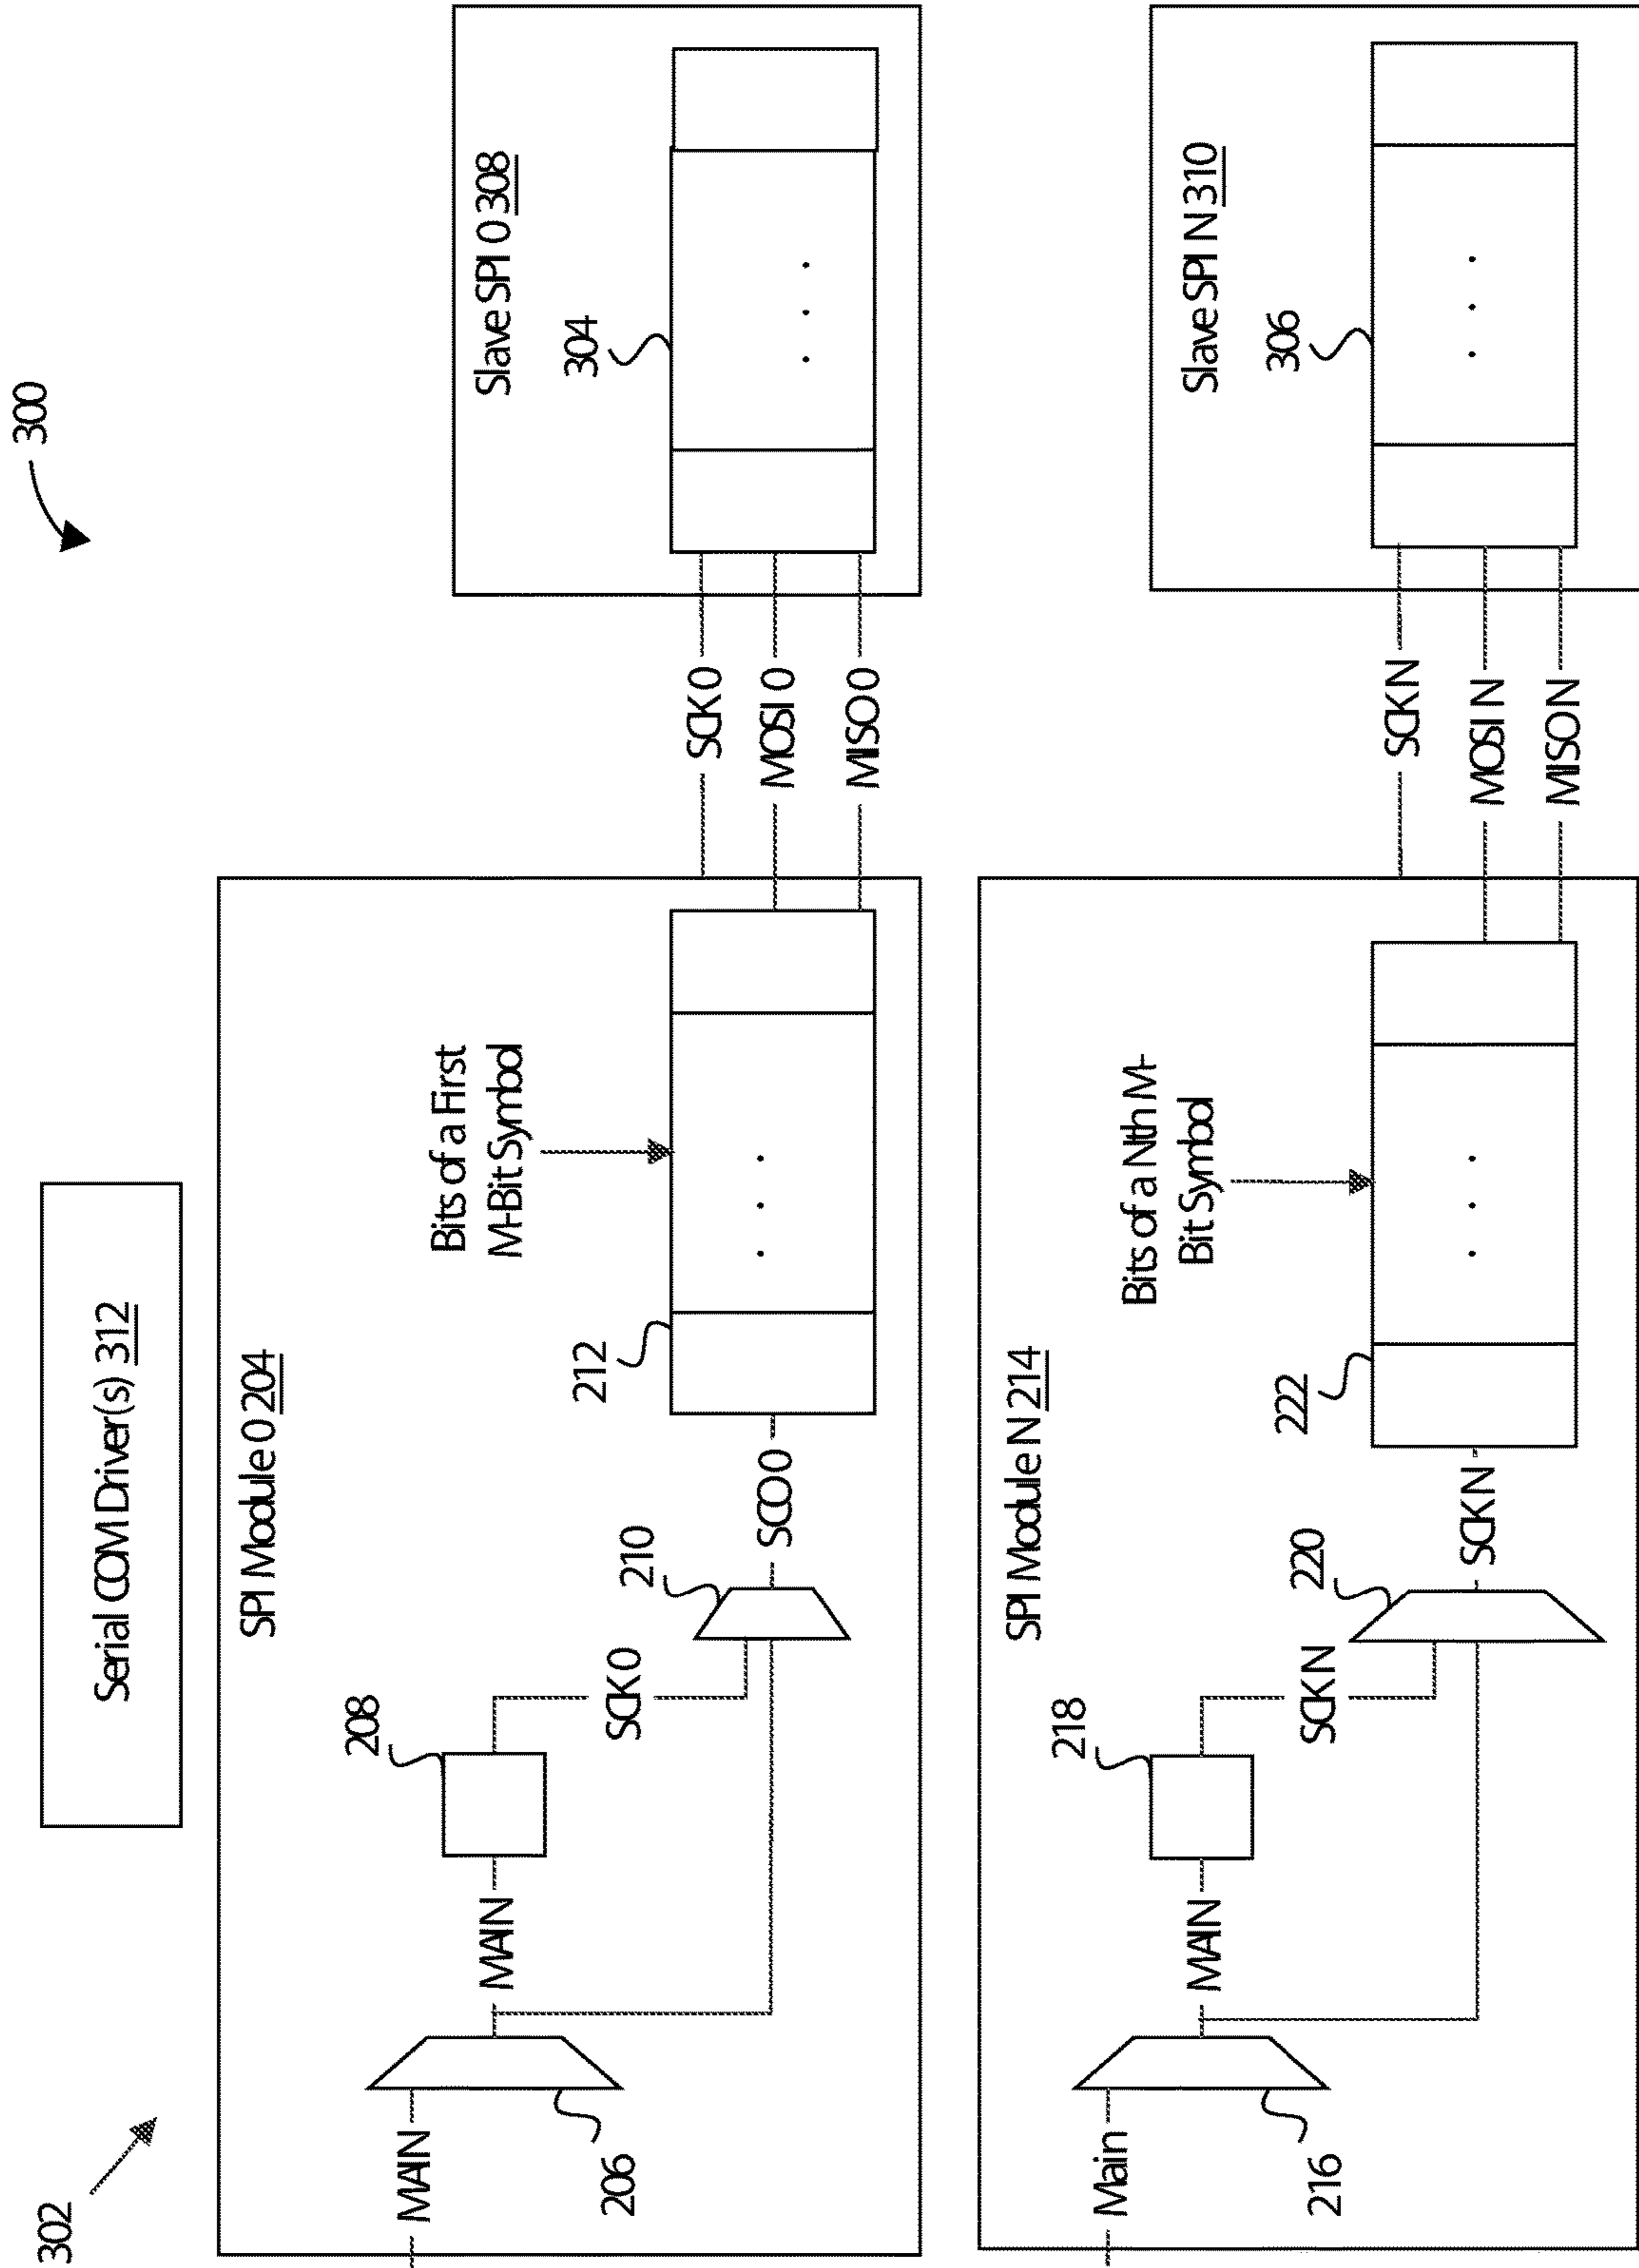 300
302
Serial COM Driver(s) 312
SPI Module 0 204
MAIN
206
MAIN
208
SCK 0
210
SCO 0
212
Bits of a First
M-Bit Symbol
SCK 0
MOSI 0
MISO 0
Slave SPI 0 308
304
SPI Module N 214
Main
216
MAIN
218
SCK N
220
SCK N
222
Bits of a Nth M-
Bit Symbol
SCK N
MOSI N
MISO N
Slave SPI N 310
306